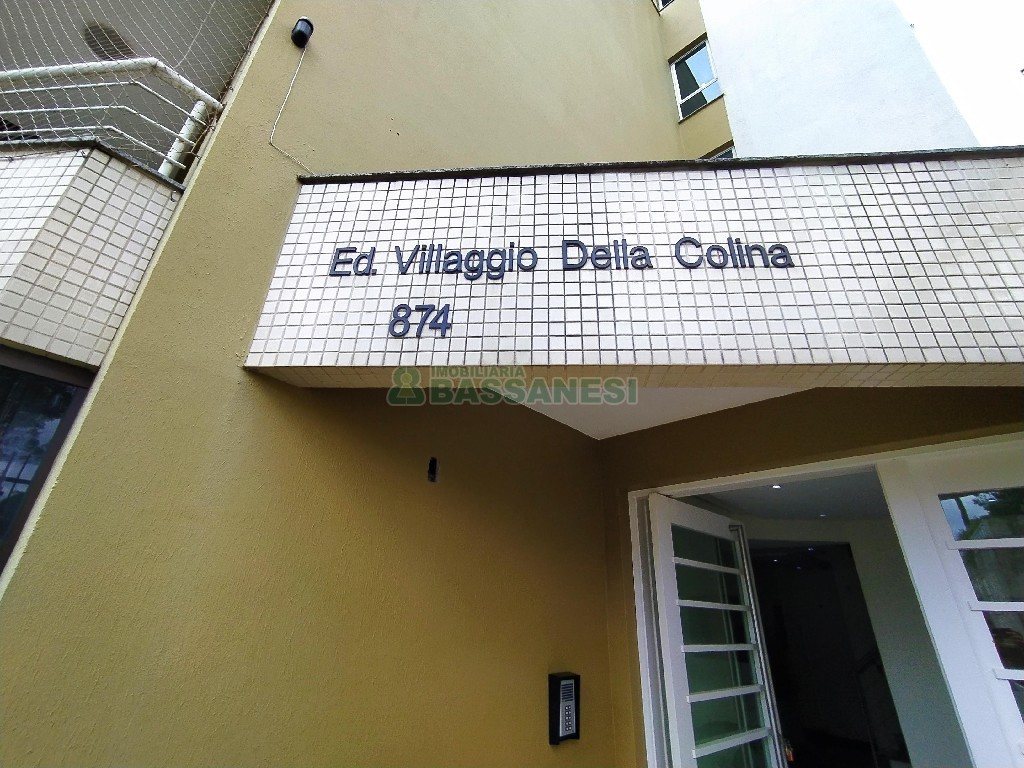 Ed. Villaggio Della Colina
874
IMOBILIÁRIA
BASSANESI